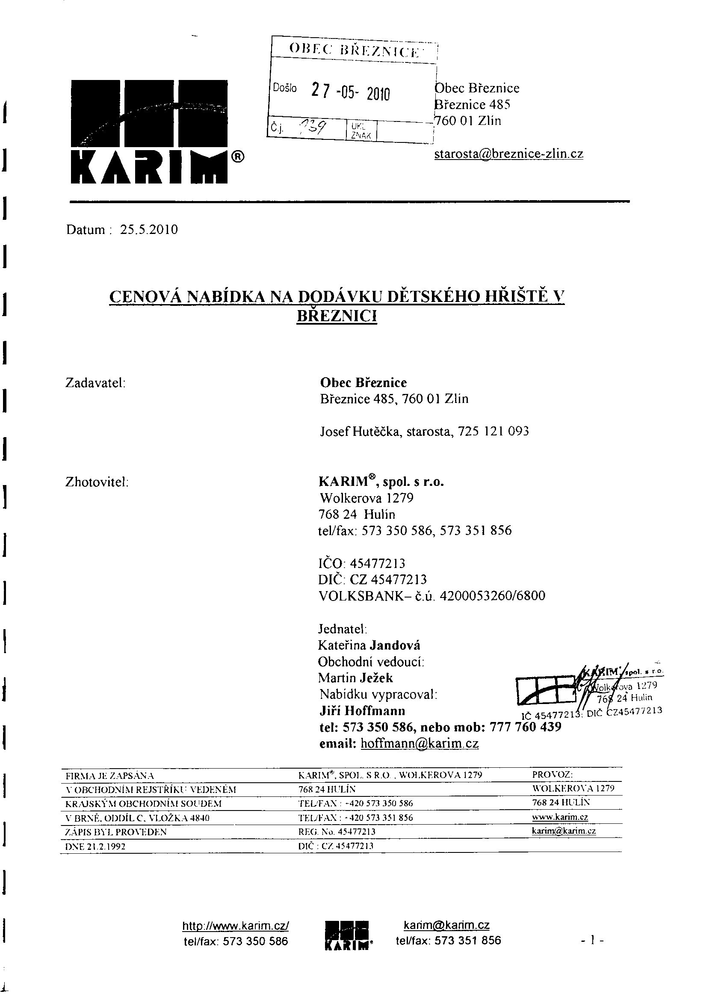 OBEC BŘEZNICE
Došlo 27 -05- 2010
Č.j. 139 UKL. ZNAK
Obec Březnice
Březnice 485
760 01 Zlín
starosta@breznice-zlin.cz
KARIM®
Datum : 25.5.2010
CENOVÁ NABÍDKA NA DODÁVKU DĚTSKÉHO HŘIŠTĚ V
BŘEZNICI
Zadavatel:
Obec Březnice
Březnice 485, 760 01 Zlín
Josef Hutěčka, starosta, 725 121 093
Zhotovitel:
KARIM®, spol. s r.o.
Wolkerova 1279
768 24 Hulín
tel/fax: 573 350 586, 573 351 856
IČO: 45477213
DIČ: CZ 45477213
VOLKSBANK– č.ú. 4200053260/6800
Jednatel:
Kateřina Jandová
Obchodní vedoucí:
Martin Ježek
Nabídku vypracoval:
Jiří Hoffmann
tel: 573 350 586, nebo mob: 777 760 439
email: hoffmann@karim.cz
KARIM, spol. s r.o.
Wolkerova 1279
768 24 Hulín
IČ 45477213; DIČ CZ45477213
FIRMA JE ZAPSÁNA KARIM®, SPOL. S R.O. , WOLKEROVA 1279 PROVOZ:
V OBCHODNÍM REJSTŘÍKU VEDENÉM 768 24 HULÍN WOLKEROVA 1279
KRAJSKÝM OBCHODNÍM SOUDEM TEL/FAX : +420 573 350 586 768 24 HULÍN
V BRNĚ, ODDÍL C, VLOŽKA 4840 TEL/FAX : +420 573 351 856 www.karim.cz
ZÁPIS BYL PROVEDEN REG. No. 45477213 karim@karim.cz
DNE 21.2.1992 DIČ : CZ 45477213
http://www.karim.cz/ karim@karim.cz
tel/fax: 573 350 586 KARIM® tel/fax: 573 351 856 - 1 -